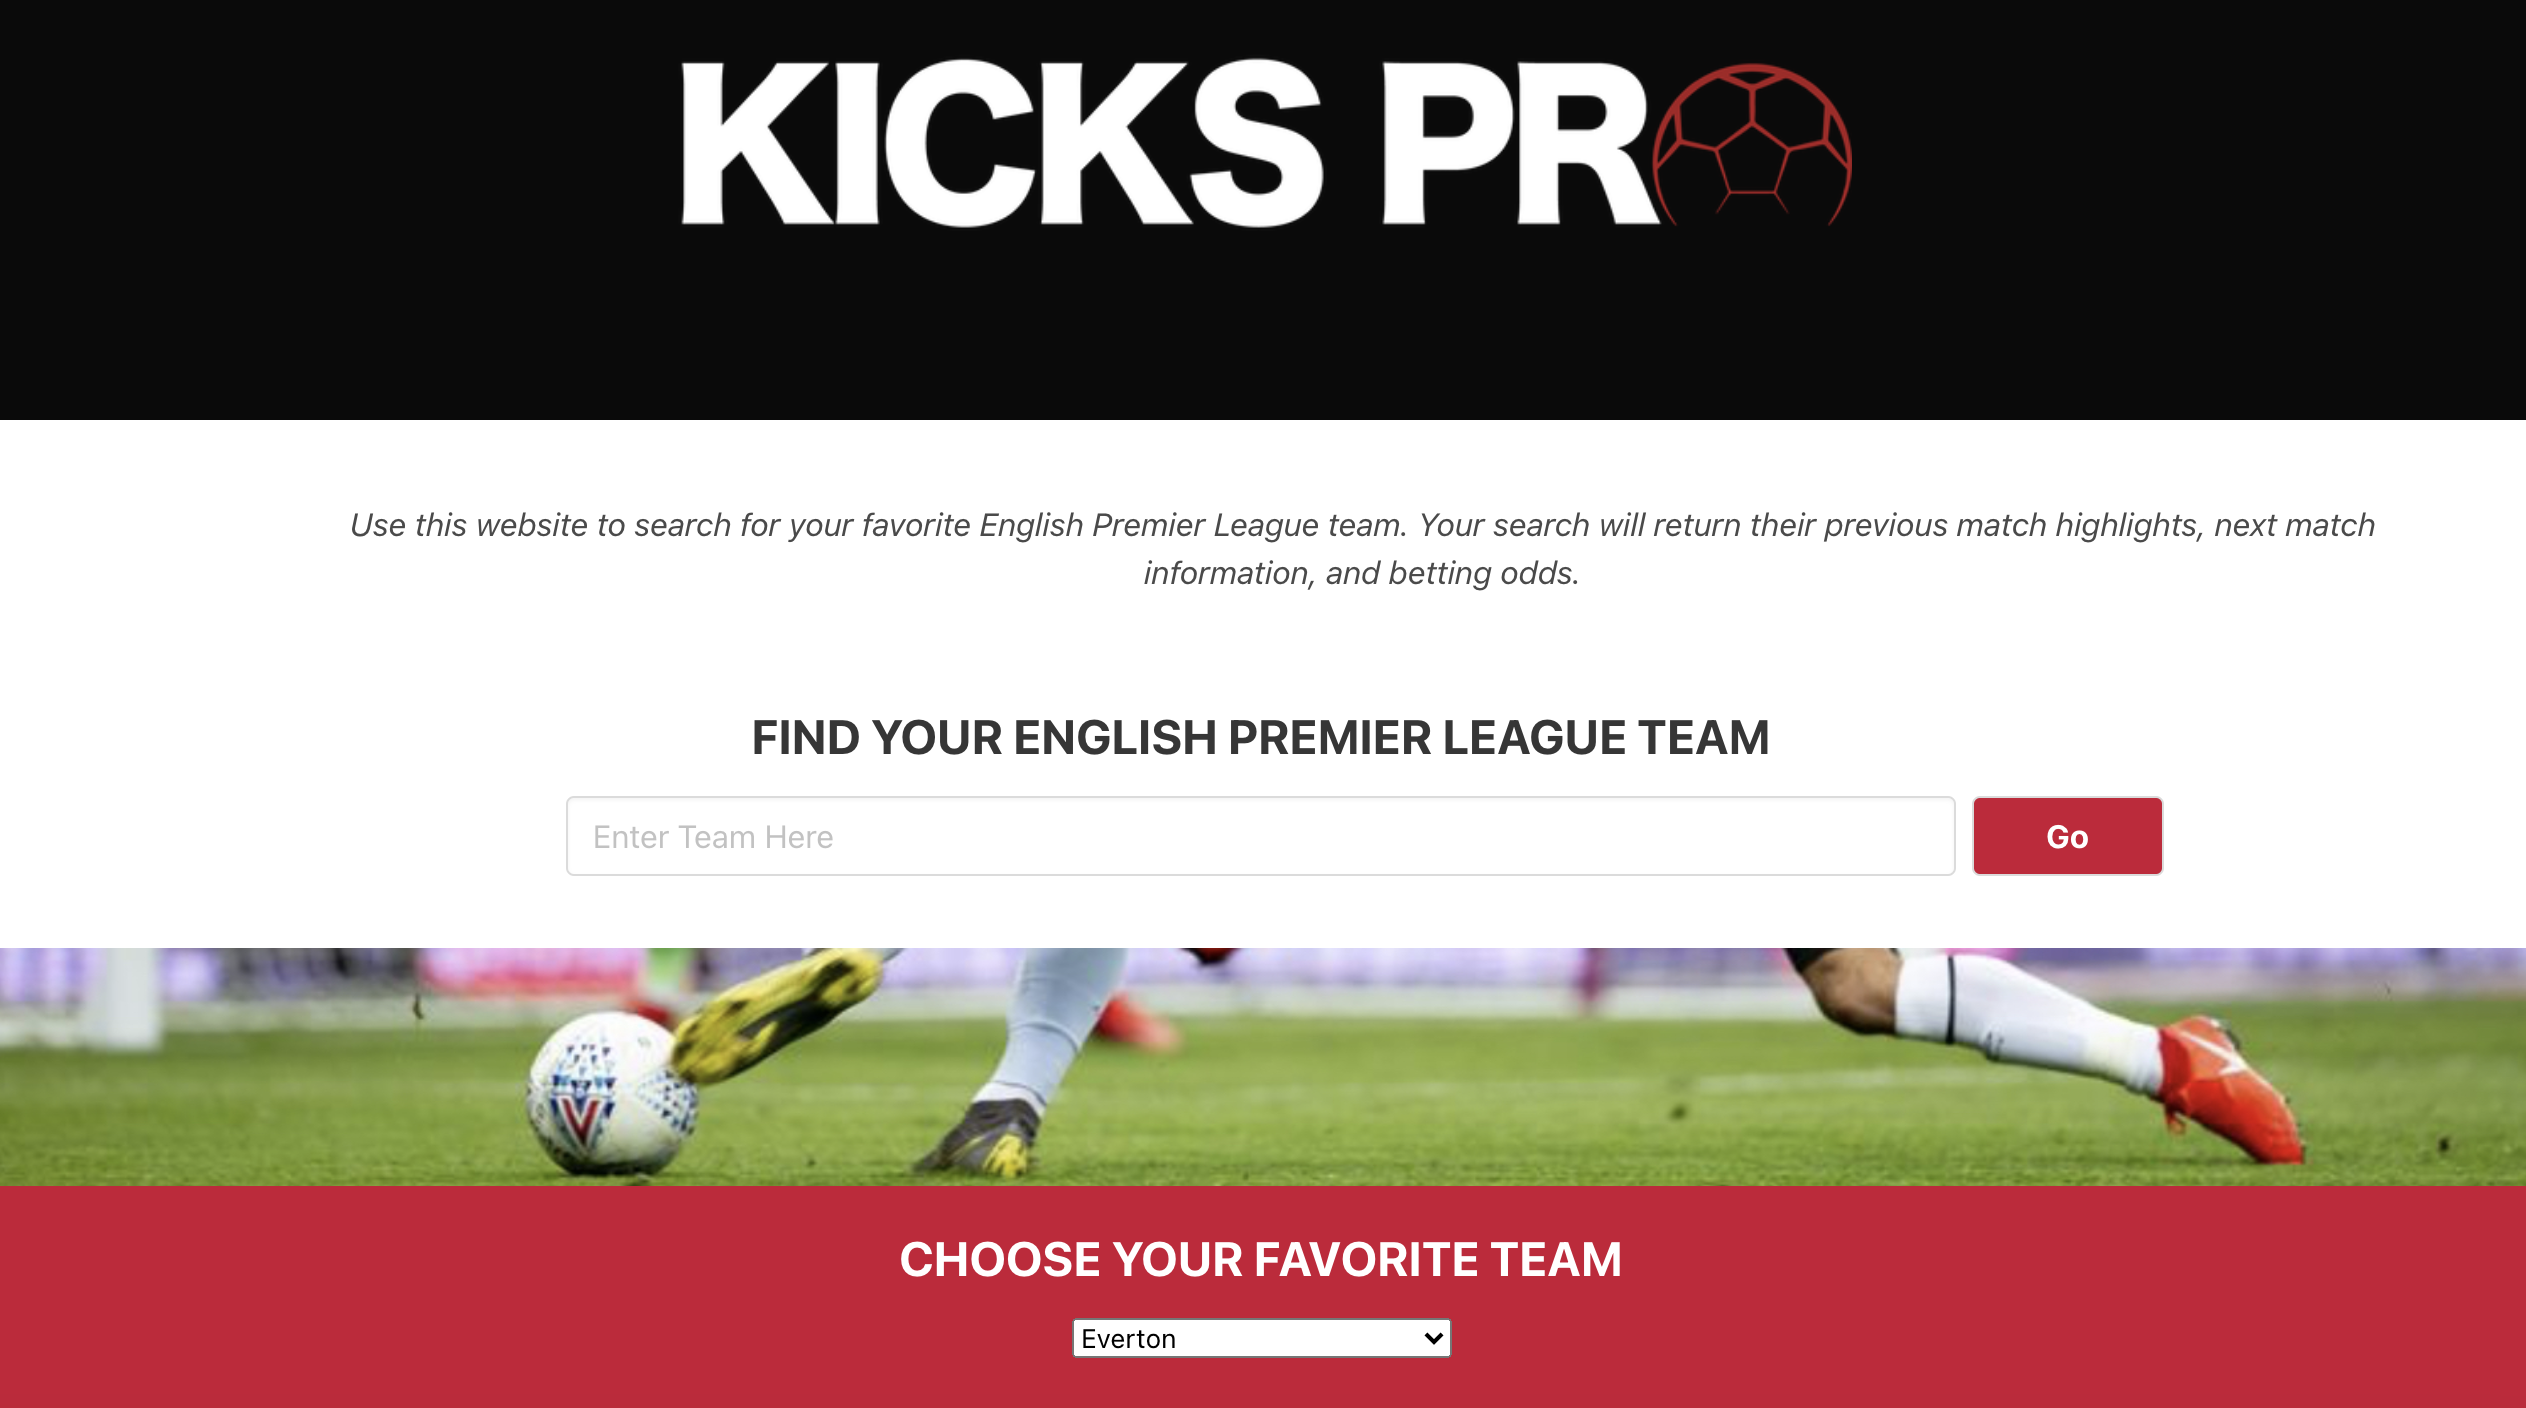 KICKS PRO
Use this website to search for your favorite English Premier League team. Your search will return their previous match highlights, next match
information, and betting odds.
FIND YOUR ENGLISH PREMIER LEAGUE TEAM
Enter Team Here
Go
CHOOSE YOUR FAVORITE TEAM
Everton